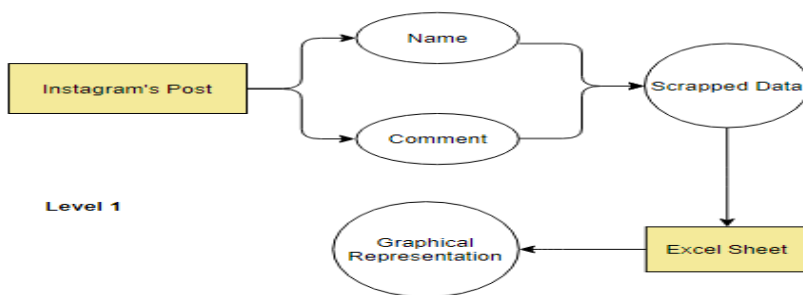 Name
Instagram's Post
Scrapped Data
Comment
Level 1
Graphical
Representation
Excel Sheet